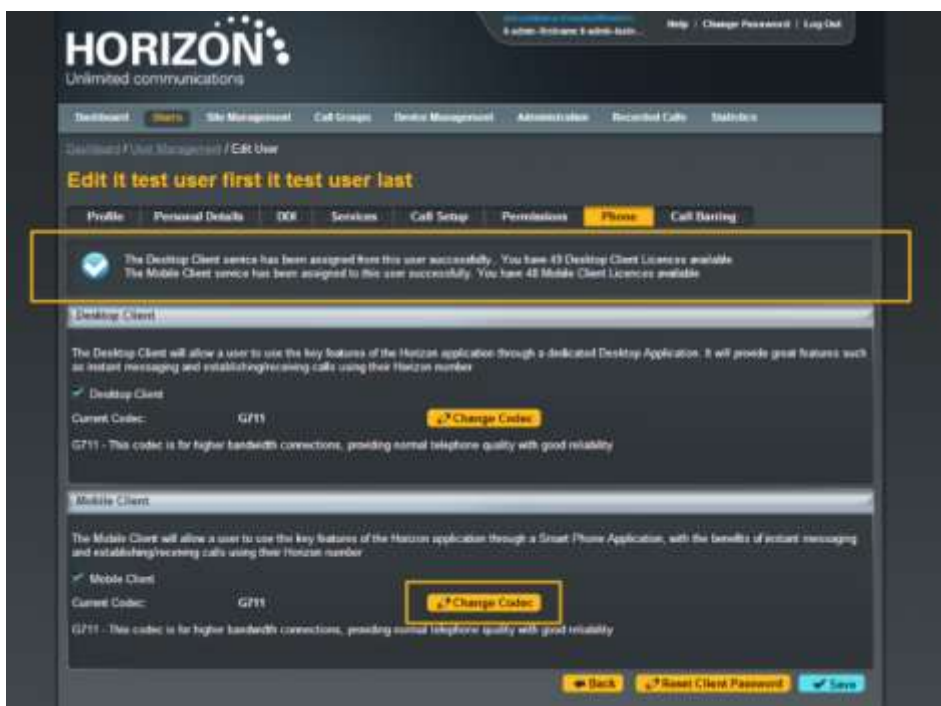 HORIZON
Unlimited communications
Help / Change Password | Log Out
Dashboard Users Site Management Call Groups Device Management Administration Recorded Calls Statistics
Dashboard / User Management / Edit User
Edit it test user first it test user last
Profile Personal Details DDI Services Call Setup Permissions Phone Call Barring
The Desktop Client service has been assigned from this user successfully. You have 49 Desktop Client Licences available
The Mobile Client service has been assigned to this user successfully. You have 48 Mobile Client Licences available
Desktop Client
The Desktop Client will allow a user to use the key features of the Horizon application through a dedicated Desktop Application. It will provide great features such
as instant messaging and establishing/receiving calls using their Horizon number
Desktop Client
Current Codec: G711 Change Codec
G711 - This codec is for higher bandwidth connections, providing normal telephone quality with good reliability
Mobile Client
The Mobile Client will allow a user to use the key features of the Horizon application through a Smart Phone Application, with the benefits of instant messaging
and establishing/receiving calls using their Horizon number
Mobile Client
Current Codec: G711 Change Codec
G711 - This codec is for higher bandwidth connections, providing normal telephone quality with good reliability
Back Reset Client Password Save